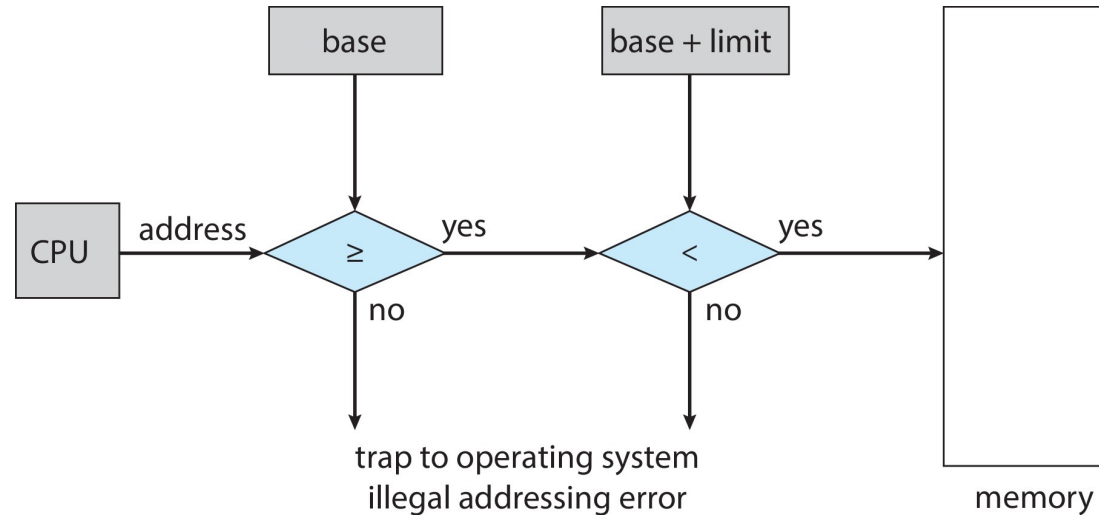 base
base + limit
CPU
address
≥
yes
<
yes
no
no
trap to operating system
illegal addressing error
memory